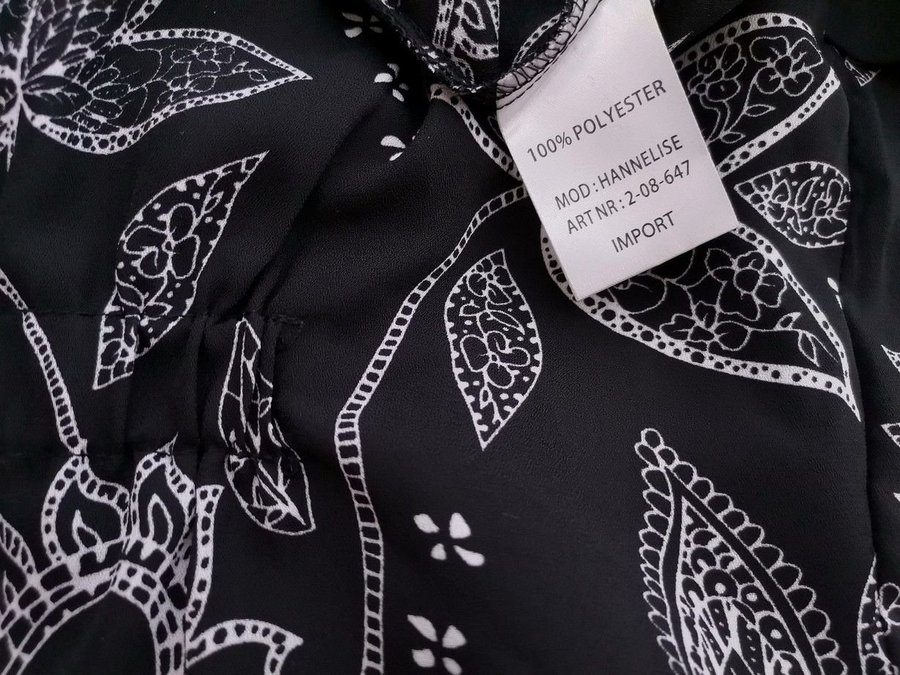 100% POLYESTER
MOD: HANNELISE
ART NR: 2-08-647
IMPORT